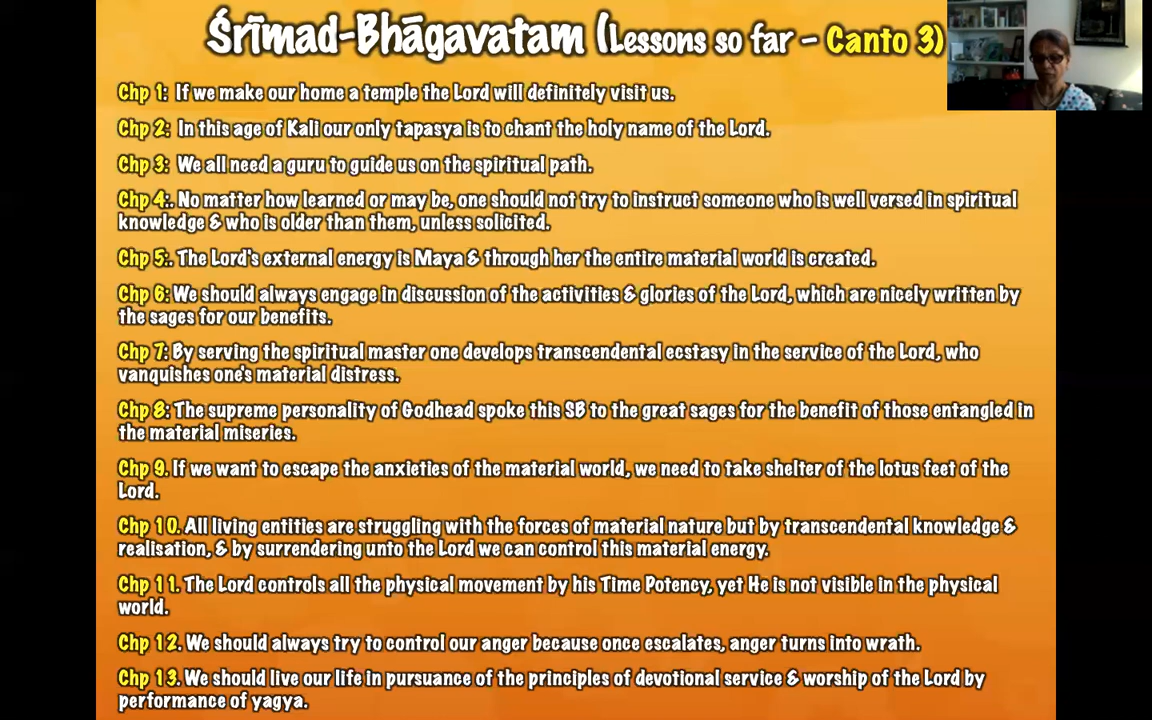 Śrīmad-Bhāgavatam (Lessons so far – Canto 3)
Chp 1: If we make our home a temple the Lord will definitely visit us.
Chp 2: In this age of Kali our only tapasya is to chant the holy name of the Lord.
Chp 3: We all need a guru to guide us on the spiritual path.
Chp 4:. No matter how learned or may be, one should not try to instruct someone who is well versed in spiritual
knowledge & who is older than them, unless solicited.
Chp 5:. The Lord's external energy is Maya & through her the entire material world is created.
Chp 6: We should always engage in discussion of the activities & glories of the Lord, which are nicely written by
the sages for our benefits.
Chp 7: By serving the spiritual master one develops transcendental ecstasy in the service of the Lord, who
vanquishes one's material distress.
Chp 8: The supreme personality of Godhead spoke this SB to the great sages for the benefit of those entangled in
the material miseries.
Chp 9. If we want to escape the anxieties of the material world, we need to take shelter of the lotus feet of the
Lord.
Chp 10. All living entities are struggling with the forces of material nature but by transcendental knowledge &
realisation, & by surrendering unto the Lord we can control this material energy.
Chp 11. The Lord controls all the physical movement by his Time Potency, yet He is not visible in the physical
world.
Chp 12. We should always try to control our anger because once escalates, anger turns into wrath.
Chp 13. We should live our life in pursuance of the principles of devotional service & worship of the Lord by
performance of yagya.